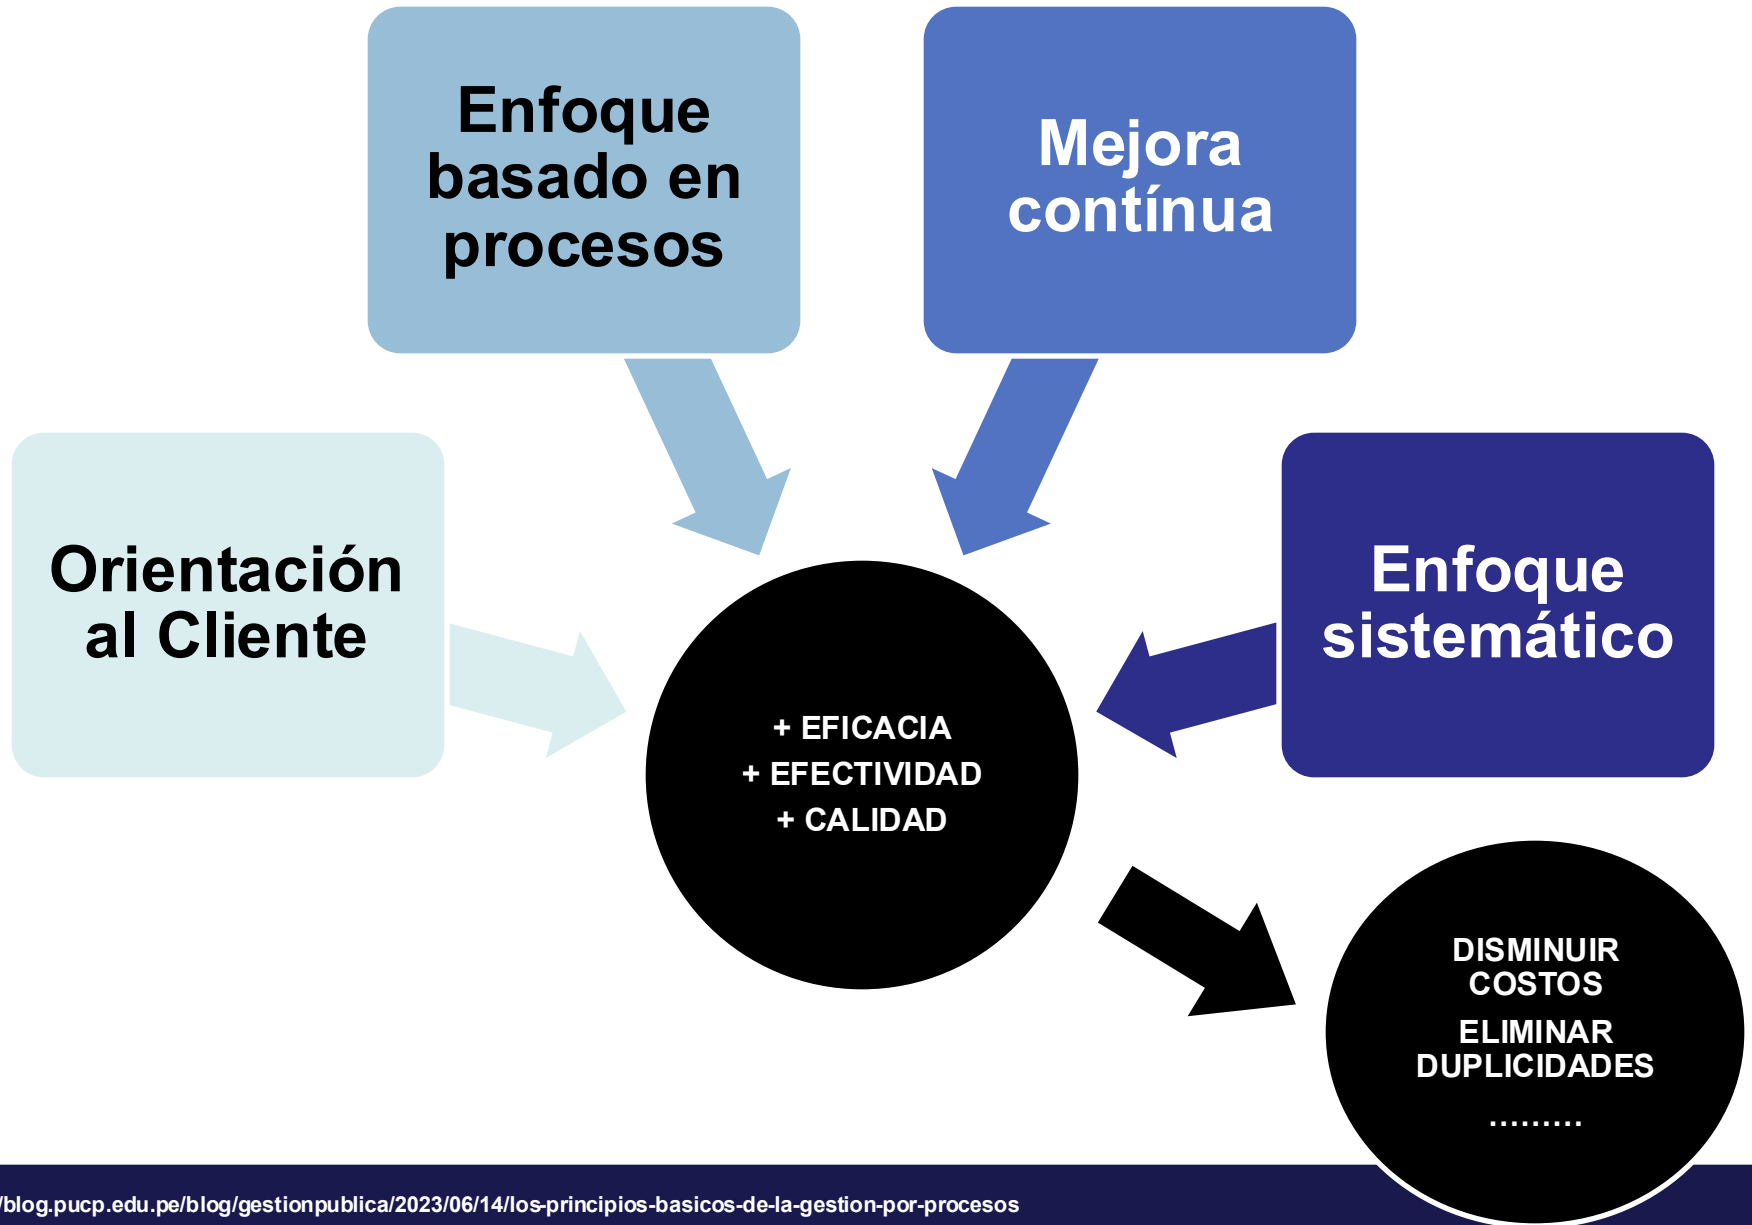 Enfoque
basado en
procesos
Mejora
contínua
Orientación
al Cliente
Enfoque
sistemático
+ EFICACIA
+ EFECTIVIDAD
+ CALIDAD
DISMINUIR
COSTOS
ELIMINAR
DUPLICIDADES
.........
/blog.pucp.edu.pe/blog/gestionpublica/2023/06/14/los-principios-basicos-de-la-gestion-por-procesos